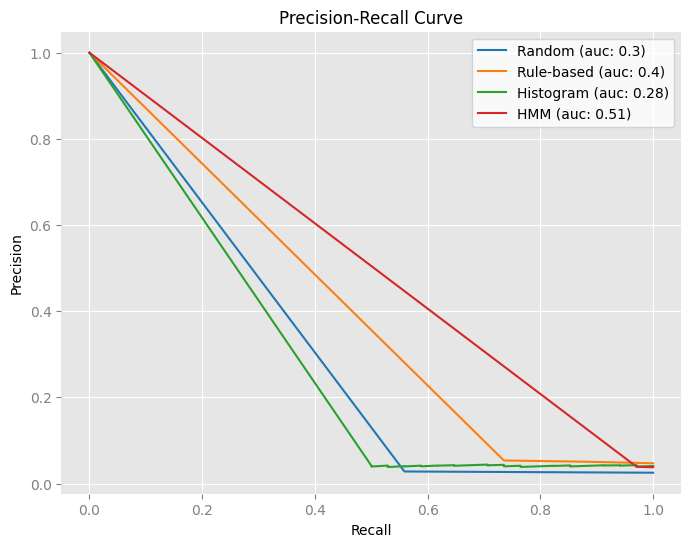 Precision-Recall Curve
Random (auc: 0.3)
Rule-based (auc: 0.4)
Histogram (auc: 0.28)
HMM (auc: 0.51)
Precision
1.0
0.8
0.6
0.4
0.2
0.0
0.0 0.2 0.4 0.6 0.8 1.0
Recall